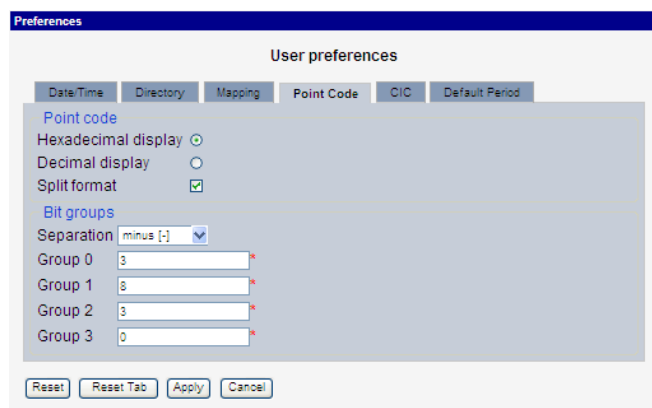 Preferences
User preferences
Date/Time Directory Mapping Point Code CIC Default Period
Point code
Hexadecimal display
Decimal display
Split format
Bit groups
Separation minus [-]
Group 0 3 *
Group 1 8 *
Group 2 3 *
Group 3 0 *
Reset Reset Tab Apply Cancel